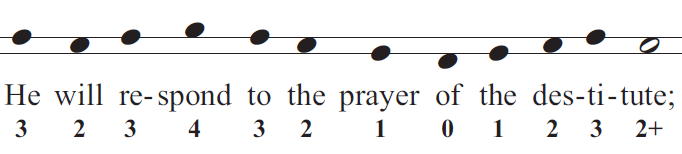 He will re-spond to the prayer of the des-ti-tute;
3 2 3 4 3 2 1 0 1 2 3 2+